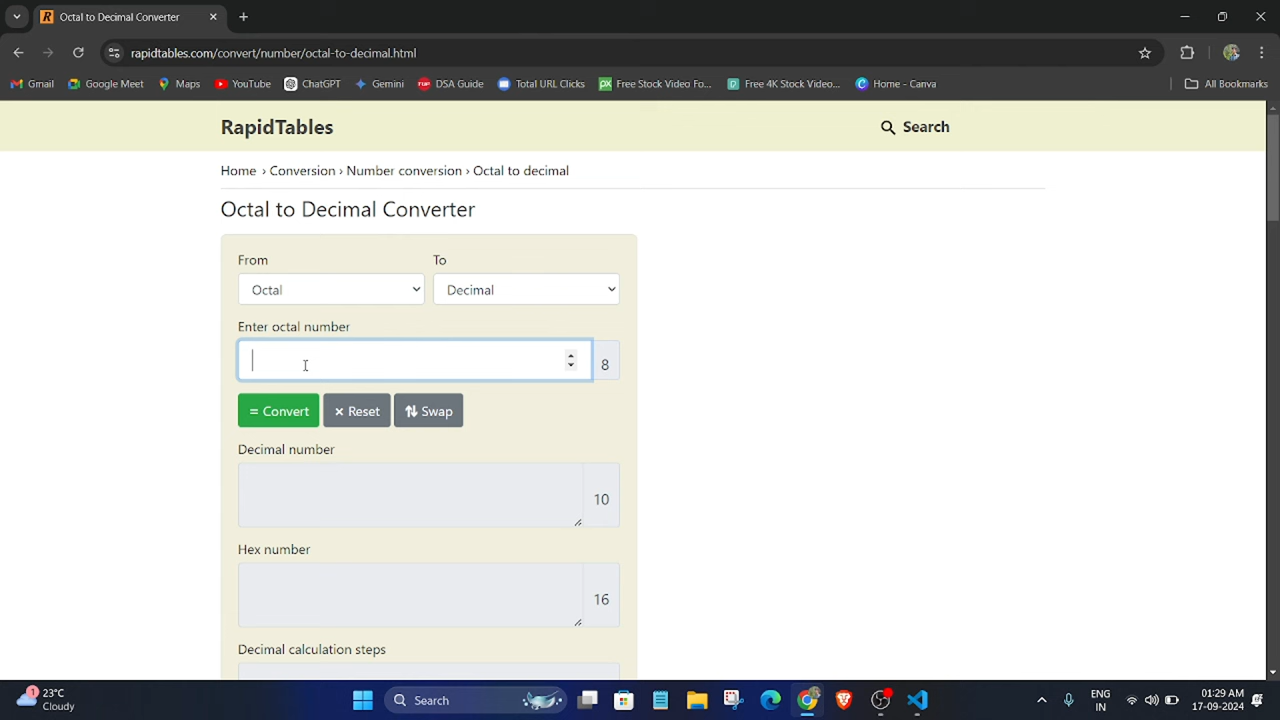 Octal to Decimal Converter
rapidtables.com/convert/number/octal-to-decimal.html
Gmail Google Meet Maps YouTube ChatGPT Gemini DSA Guide Total URL Clicks Free Stock Video Fo... Free 4K Stock Video... Home - Canva All Bookmarks
RapidTables Search
Home › Conversion › Number conversion › Octal to decimal
Octal to Decimal Converter
From To
Octal Decimal
Enter octal number
8
= Convert × Reset Swap
Decimal number
10
Hex number
16
Decimal calculation steps
1 23°C ENG 01:29 AM
Cloudy Search IN 17-09-2024